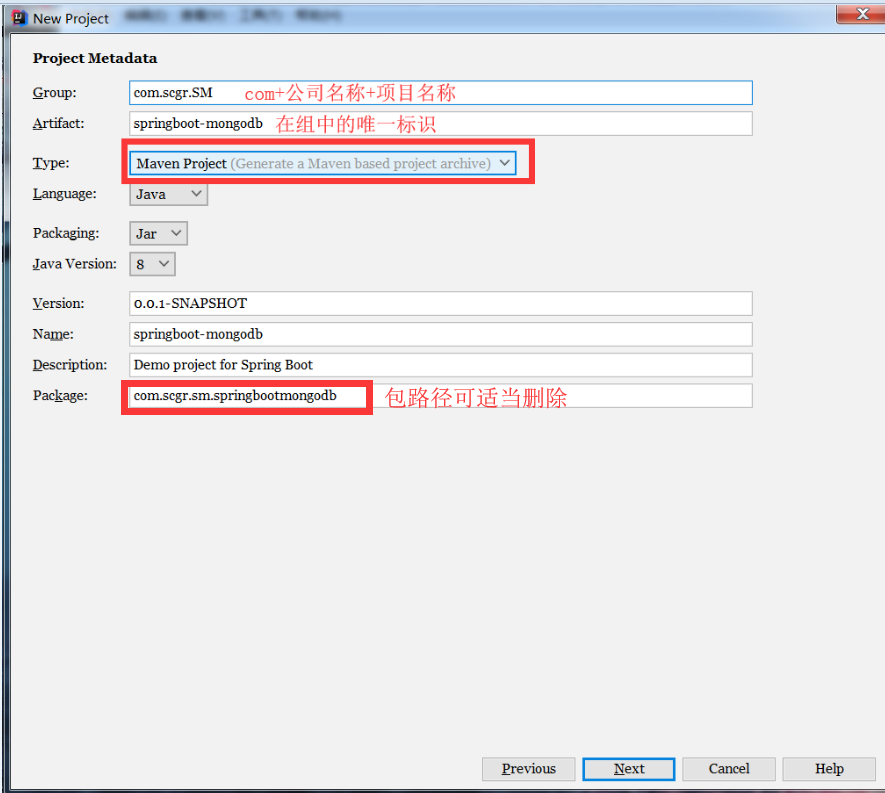 New Project
Project Metadata
Group: com.scgr.SM com+公司名称+项目名称
Artifact: springboot-mongodb 在组中的唯一标识
Type: Maven Project (Generate a Maven based project archive)
Language: Java
Packaging: Jar
Java Version: 8
Version: 0.0.1-SNAPSHOT
Name: springboot-mongodb
Description: Demo project for Spring Boot
Package: com.scgr.sm.springbootmongodb 包路径可适当删除
Previous Next Cancel Help